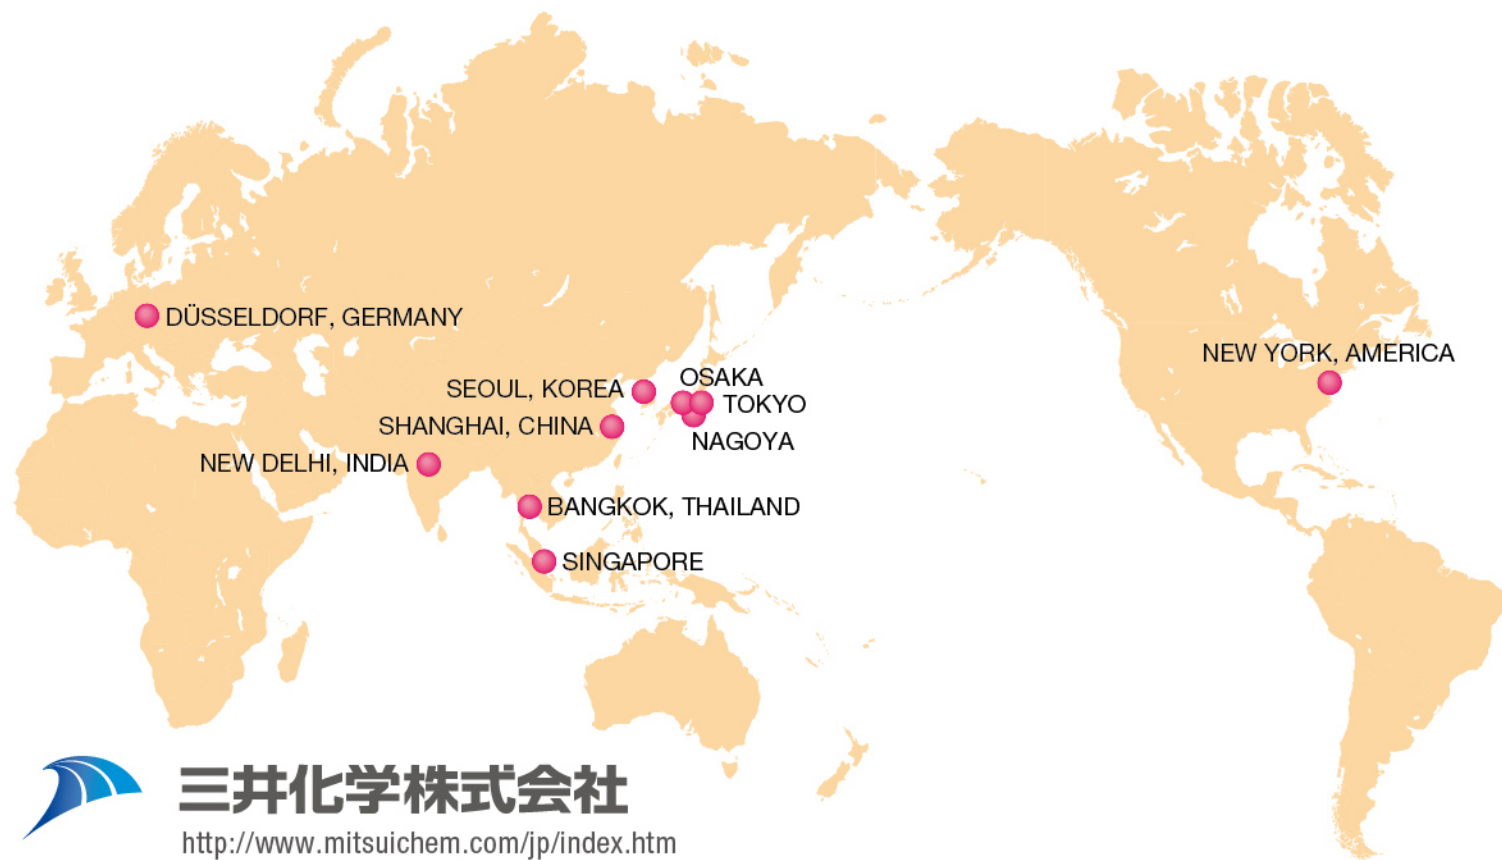 DÜSSELDORF, GERMANY
NEW YORK, AMERICA
OSAKA
SEOUL, KOREA
TOKYO
SHANGHAI, CHINA
NAGOYA
NEW DELHI, INDIA
BANGKOK, THAILAND
SINGAPORE
三井化学株式会社
http://www.mitsuichem.com/jp/index.htm